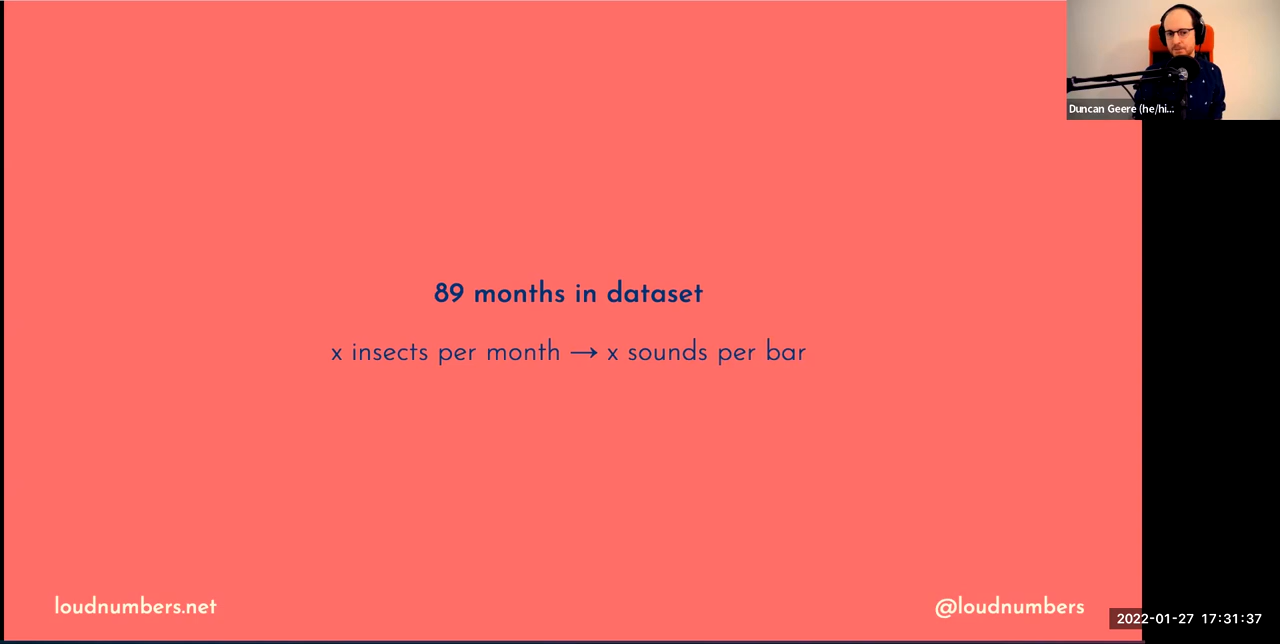 Duncan Geere (he/hi...
89 months in dataset
x insects per month → x sounds per bar
loudnumbers.net
@loudnumbers
2022-01-27 17:31:37